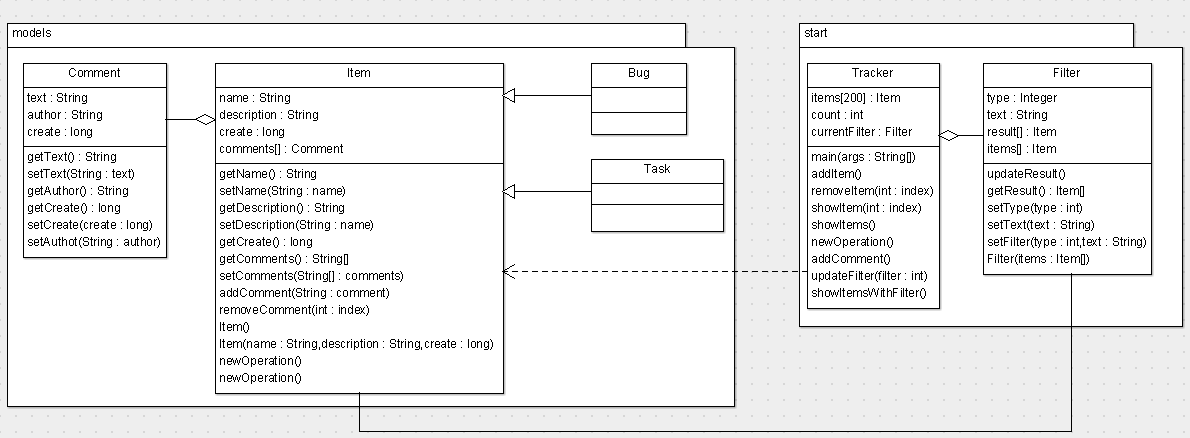 models
Comment
text : String
author : String
create : long
getText() : String
setText(String : text)
getAuthor() : String
getCreate() : long
setCreate(create : long)
setAuthot(String : author)
Item
name : String
description : String
create : long
comments[] : Comment
getName() : String
setName(String : name)
getDescription() : String
setDescription(String : name)
getCreate() : long
getComments() : String[]
setComments(String[] : comments)
addComment(String : comment)
removeComment(int : index)
Item()
Item(name : String,description : String,create : long)
newOperation()
newOperation()
Bug
Task
start
Tracker
items[200] : Item
count : int
currentFilter : Filter
main(args : String[])
addItem()
removeItem(int : index)
showItem(int : index)
showItems()
newOperation()
addComment()
updateFilter(filter : int)
showItemsWithFilter()
Filter
type : Integer
text : String
result[] : Item
items[] : Item
updateResult()
getResult() : Item[]
setType(type : int)
setText(text : String)
setFilter(type : int,text : String)
Filter(items : Item[])